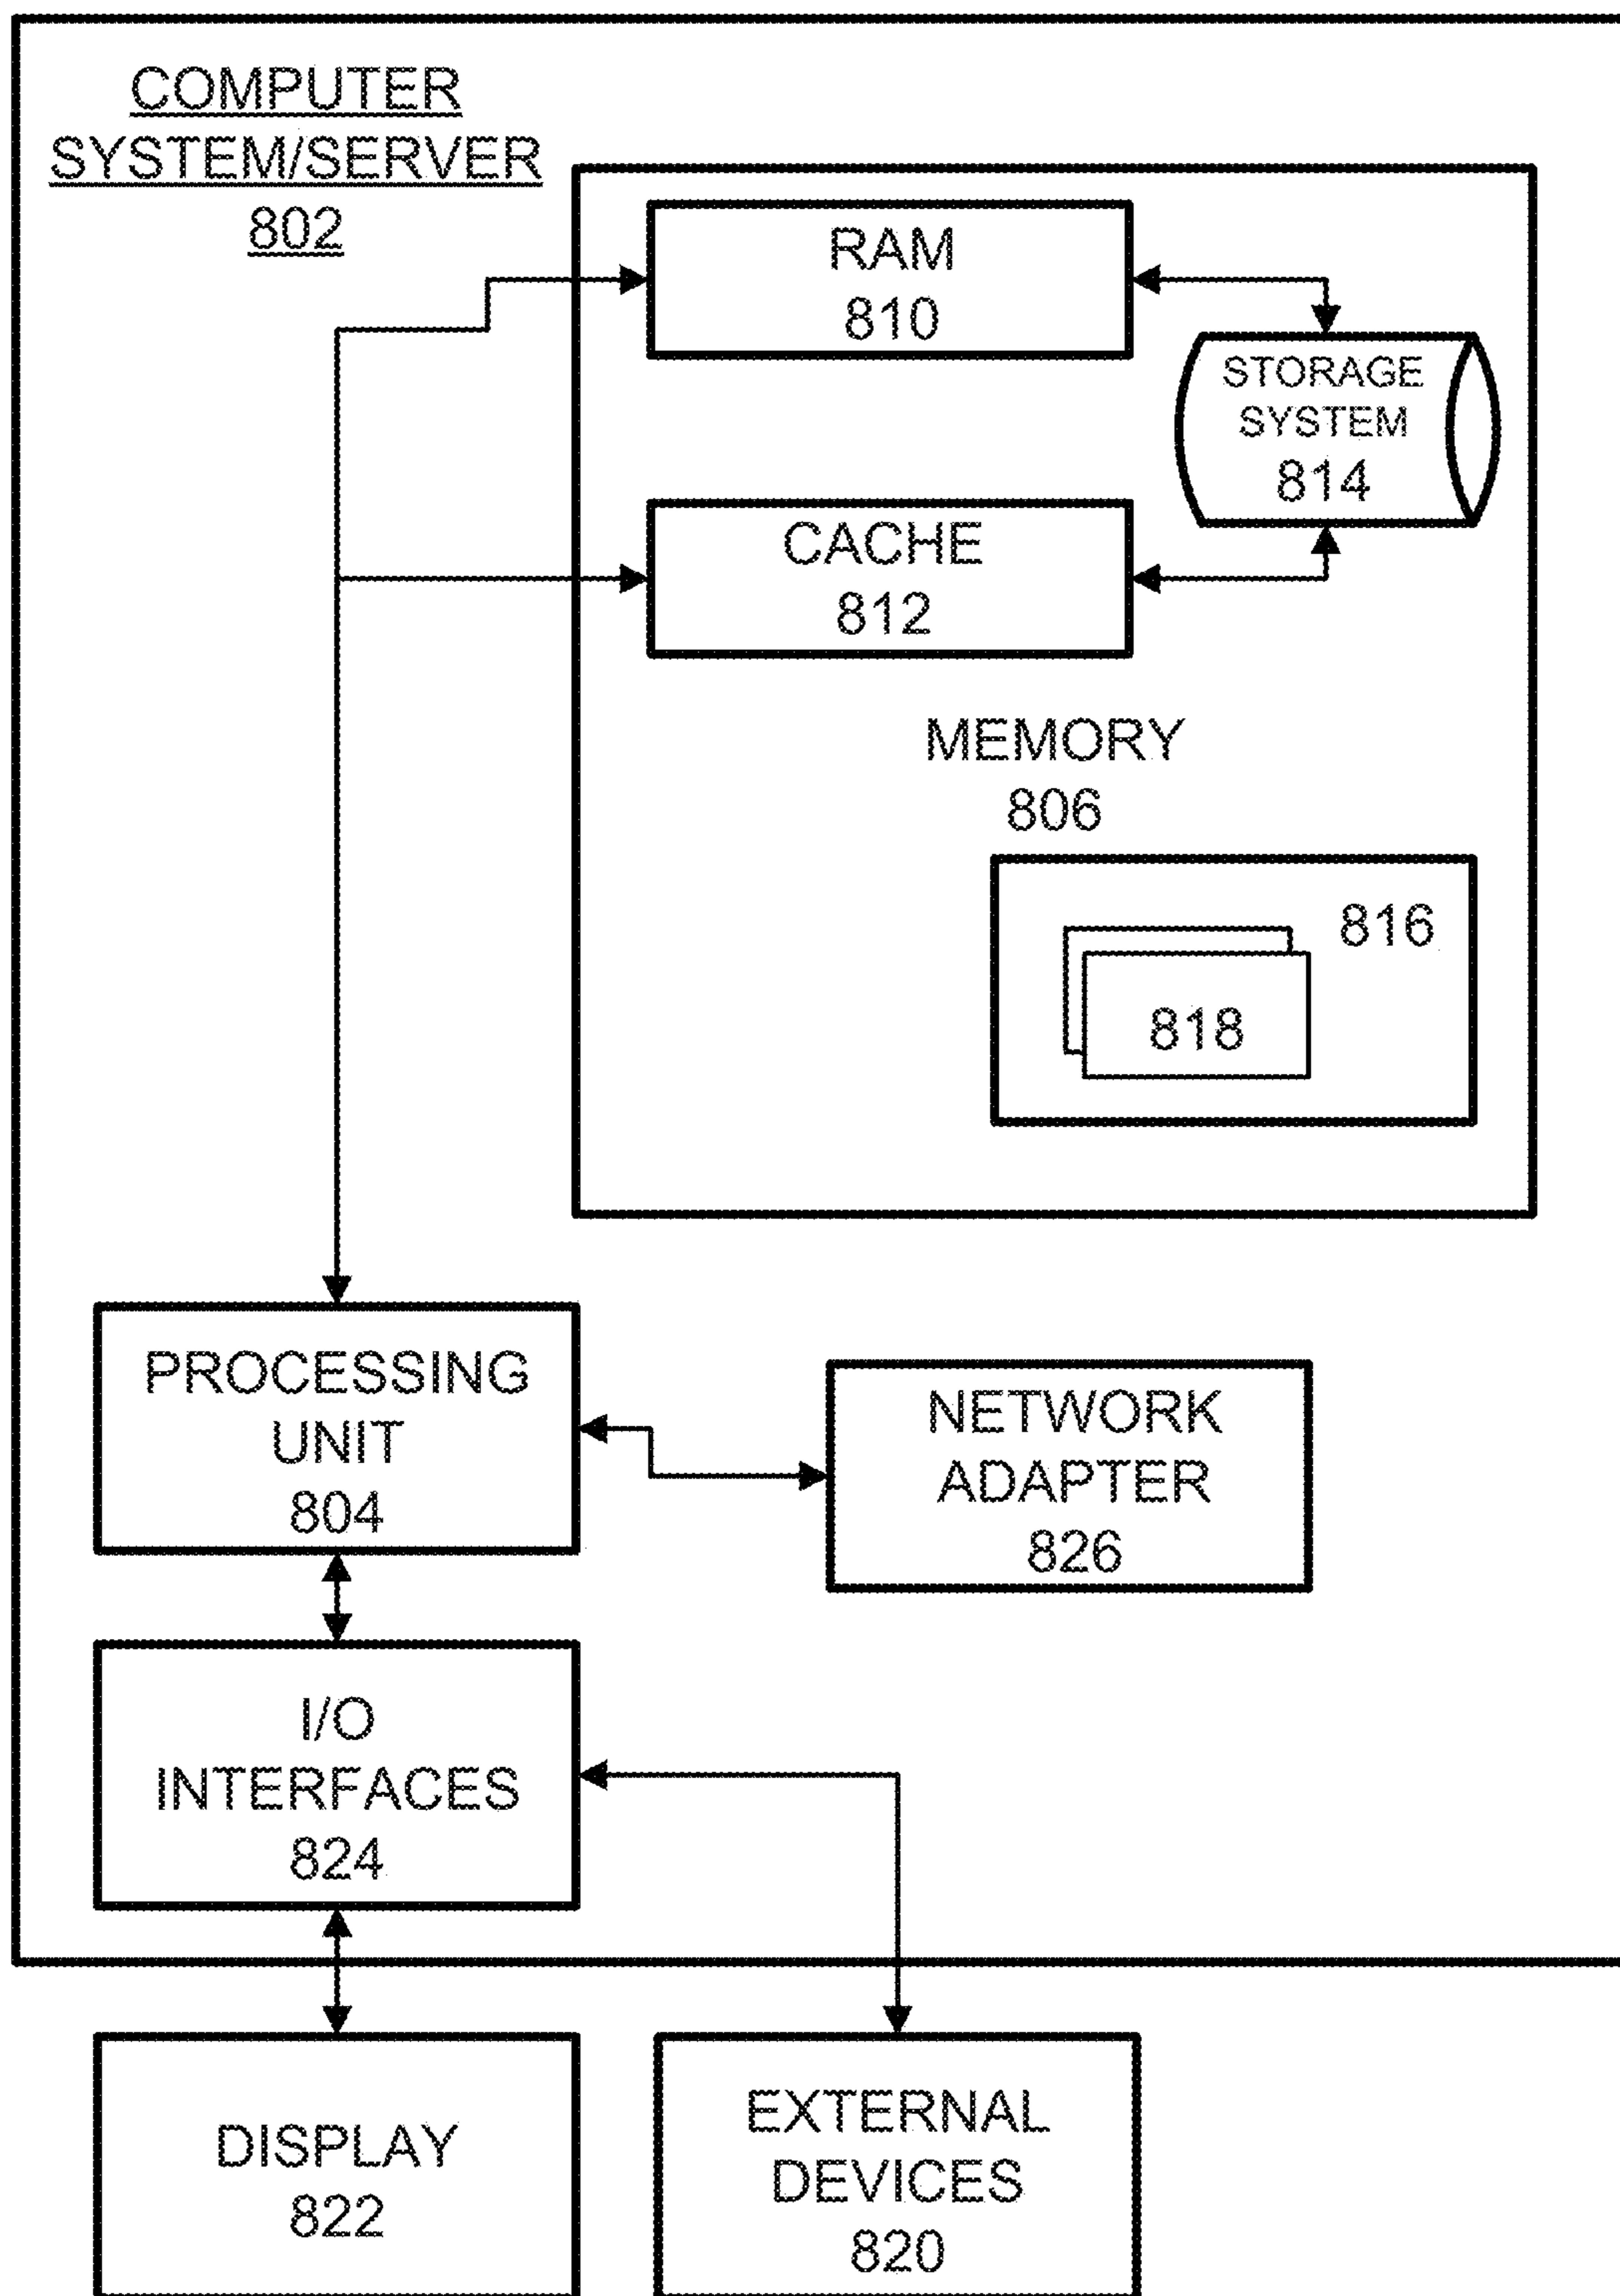 COMPUTER
SYSTEM/SERVER
802
RAM
810
STORAGE
SYSTEM
814
CACHE
812
MEMORY
806
816
818
PROCESSING
UNIT
804
NETWORK
ADAPTER
826
I/O
INTERFACES
824
DISPLAY
822
EXTERNAL
DEVICES
820